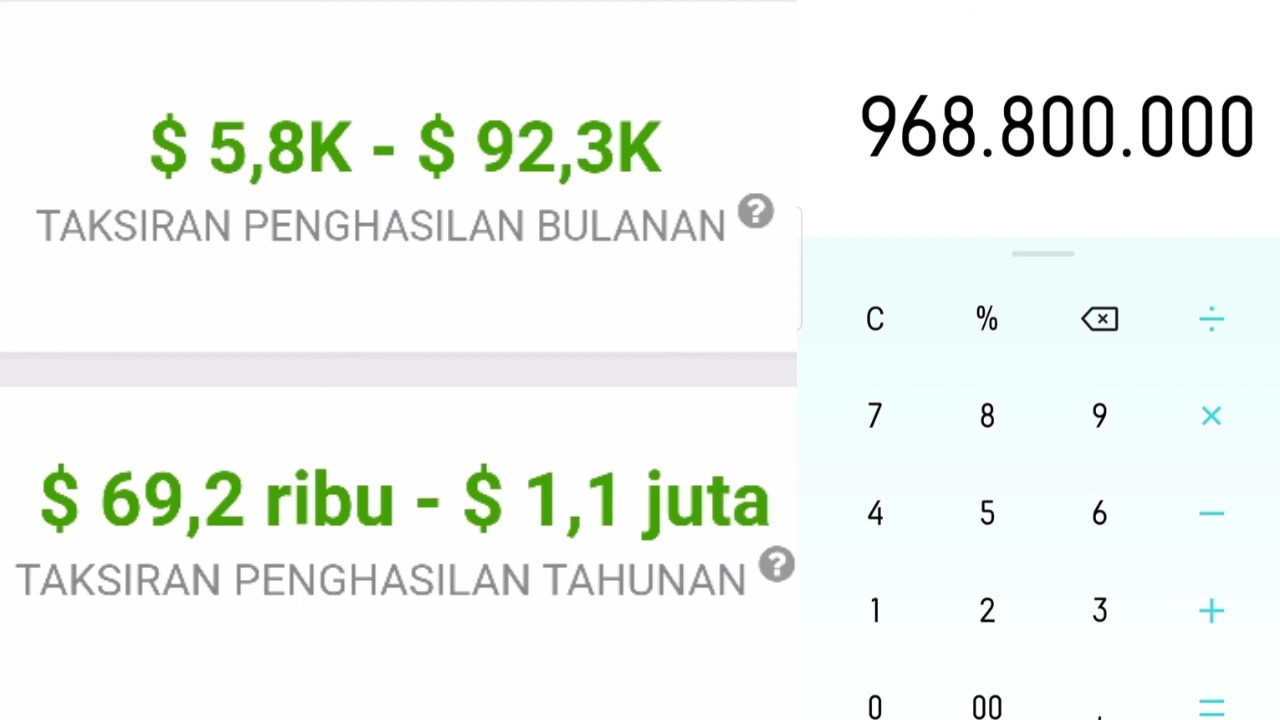 $ 5,8K - $ 92,3K
TAKSIRAN PENGHASILAN BULANAN ?
$ 69,2 ribu - $ 1,1 juta
TAKSIRAN PENGHASILAN TAHUNAN ?
968.800.000
C % ÷
7 8 9 ×
4 5 6 −
1 2 3 +
0 00 , =